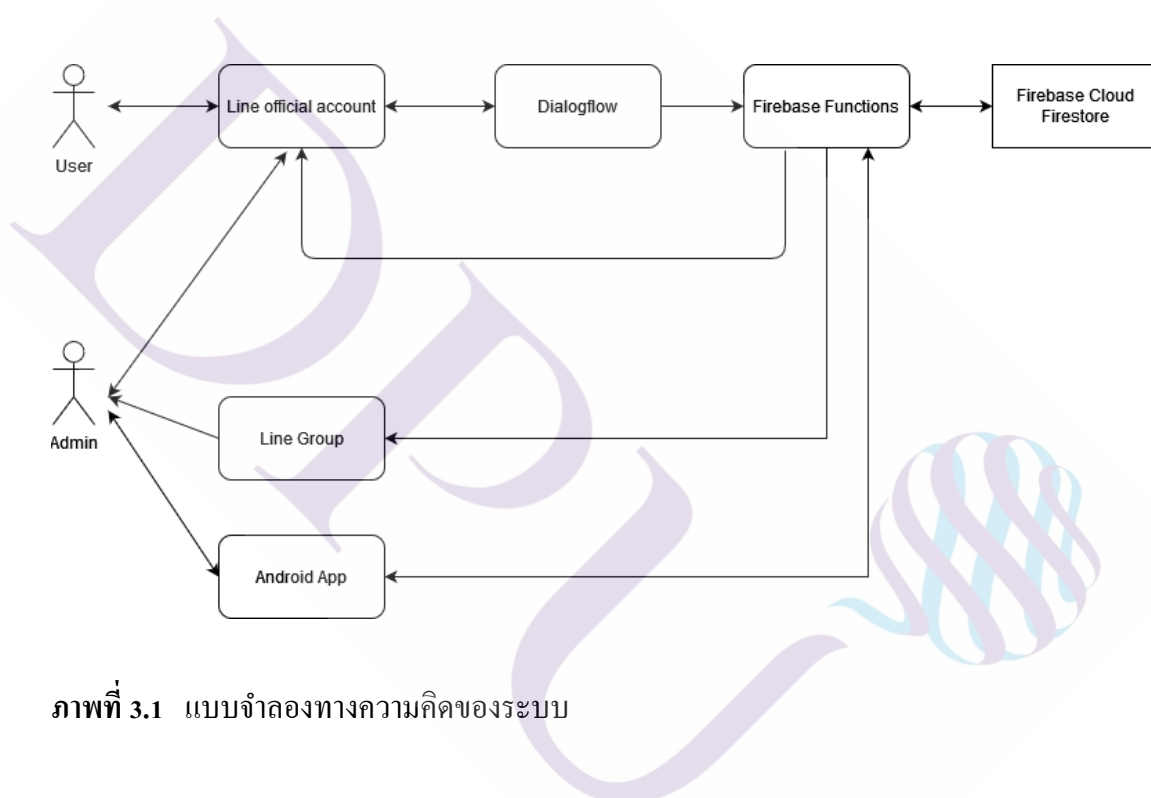 User
Line official account
Dialogflow
Firebase Functions
Firebase Cloud
Firestore
Admin
Line Group
Android App
DPU
ภาพที่ 3.1 แบบจำลองทางความคิดของระบบ